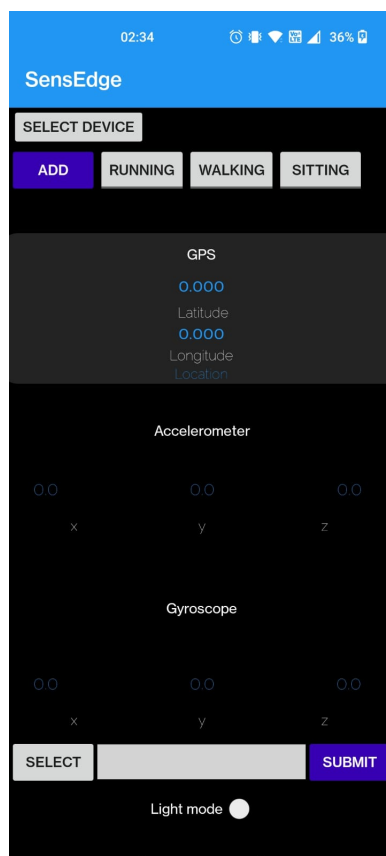 02:34 36%
SensEdge
SELECT DEVICE
ADD RUNNING WALKING SITTING
GPS
0.000
Latitude
0.000
Longitude
Location
Accelerometer
0.0 0.0 0.0
x y z
Gyroscope
0.0 0.0 0.0
x y z
SELECT SUBMIT
Light mode